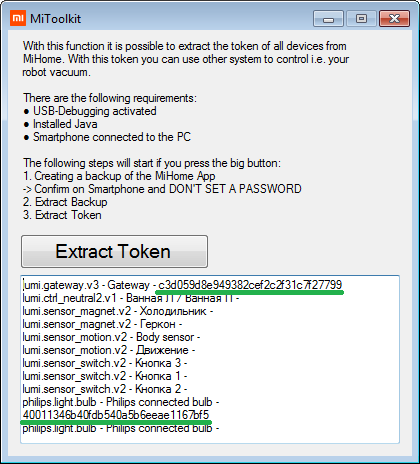 MiToolkit
With this function it is possible to extract the token of all devices from
MiHome. With this token you can use other system to control i.e. your
robot vacuum.
There are the following requirements:
● USB-Debugging activated
● Installed Java
● Smartphone connected to the PC
The following steps will start if you press the big button:
1. Creating a backup of the MiHome App
-> Confirm on Smartphone and DON'T SET A PASSWORD
2. Extract Backup
3. Extract Token
Extract Token
lumi.gateway.v3 - Gateway - c3d059d8e949382cef2c2f31c7f27799
lumi.ctrl_neutral2.v1 - Ванная Л / Ванная П -
lumi.sensor_magnet.v2 - Холодильник -
lumi.sensor_magnet.v2 - Геркон -
lumi.sensor_motion.v2 - Body sensor -
lumi.sensor_motion.v2 - Движение -
lumi.sensor_switch.v2 - Кнопка 3 -
lumi.sensor_switch.v2 - Кнопка 1 -
lumi.sensor_switch.v2 - Кнопка 2 -
philips.light.bulb - Philips connected bulb -
40011346b40fdb540a5b6eeae1167bf5
philips.light.bulb - Philips connected bulb -